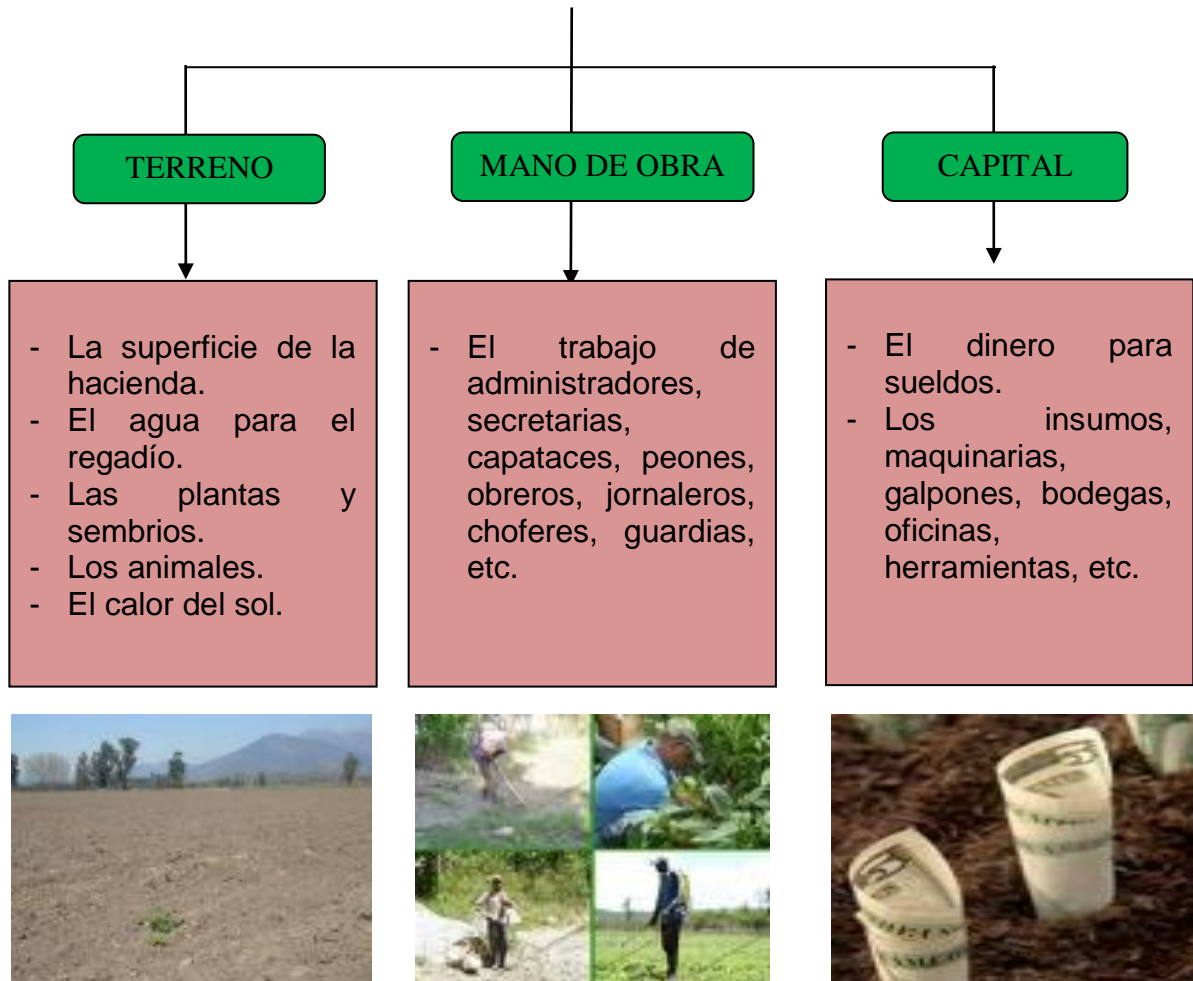 TERRENO
MANO DE OBRA
CAPITAL
- La superficie de la
hacienda.
- El agua para el
regadío.
- Las plantas y
sembrios.
- Los animales.
- El calor del sol.
- El trabajo de
administradores,
secretarias,
capataces, peones,
obreros, jornaleros,
choferes, guardias,
etc.
- El dinero para
sueldos.
- Los insumos,
maquinarias,
galpones, bodegas,
oficinas,
herramientas, etc.